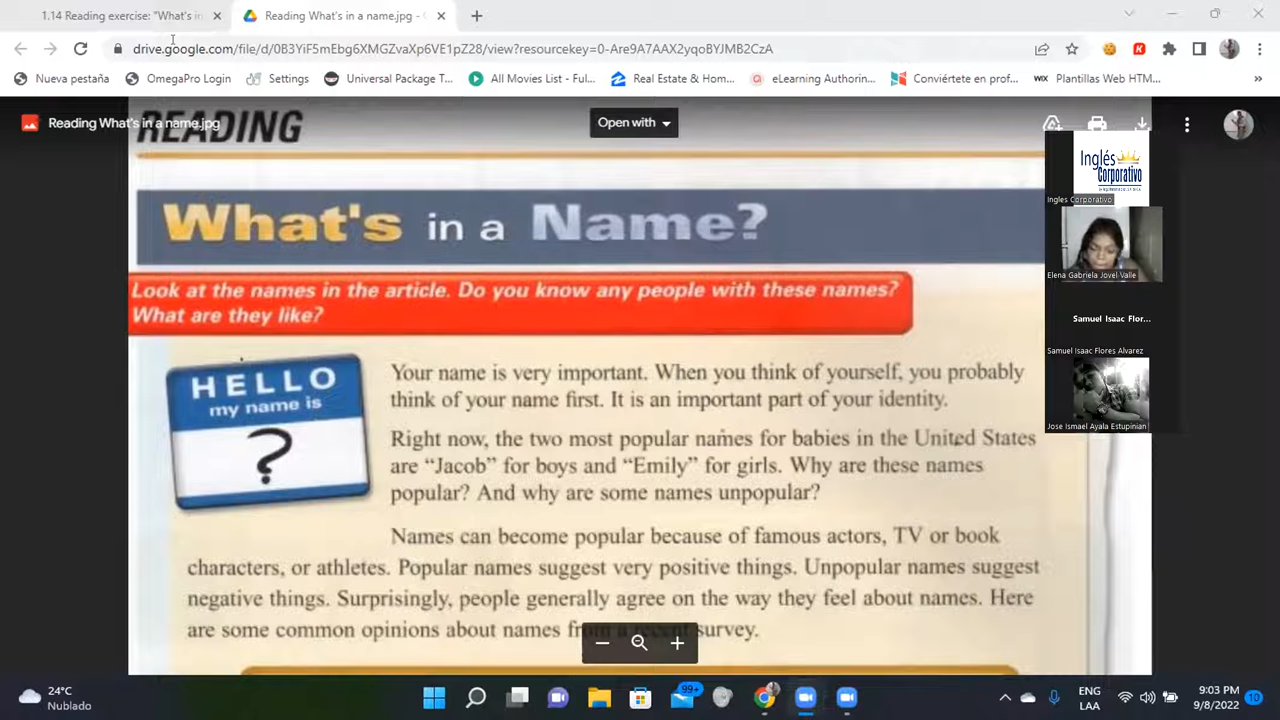 1.14 Reading exercise: "What's in
Reading What's in a name.jpg -
drive.google.com/file/d/0B3YiF5mEbg6XMGZvaXp6VE1pZ28/view?resourcekey=0-Are9A7AAX2yqoBYJMB2CzA
Nueva pestaña
OmegaPro Login
Settings
Universal Package T...
All Movies List - Ful...
Real Estate & Hom...
eLearning Authorin...
Conviértete en prof...
WIX Plantillas Web HTM...
»
READING
Reading What's in a name.jpg
Open with
Inglés
Corporativo
Ingles Corporativo
What's in a Name?
Elena Gabriela Jovel Valle
Look at the names in the article. Do you know any people with these names?
What are they like?
Samuel Isaac Flor...
Samuel Isaac Flores Alvarez
Jose Ismael Ayala Estupinian
HELLO
my name is
?
Your name is very important. When you think of yourself, you probably
think of your name first. It is an important part of your identity.
Right now, the two most popular names for babies in the United States
are “Jacob” for boys and “Emily” for girls. Why are these names
popular? And why are some names unpopular?
Names can become popular because of famous actors, TV or book
characters, or athletes. Popular names suggest very positive things. Unpopular names suggest
negative things. Surprisingly, people generally agree on the way they feel about names. Here
are some common opinions about names from a recent survey.
24°C
Nublado
99+
ENG
LAA
9:03 PM
9/8/2022
10